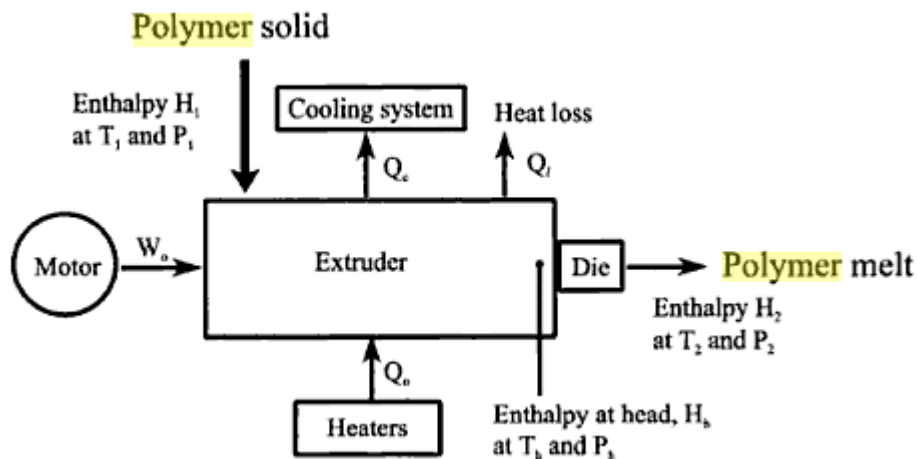 Polymer solid
Enthalpy H₁
at T₁ and P₁
Cooling system
Heat loss
Q꜀
Qₗ
Motor
Wₒ
Extruder
Die
Polymer melt
Enthalpy H₂
at T₂ and P₂
Qₒ
Heaters
Enthalpy at head, Hₕ
at Tₕ and Pₕ